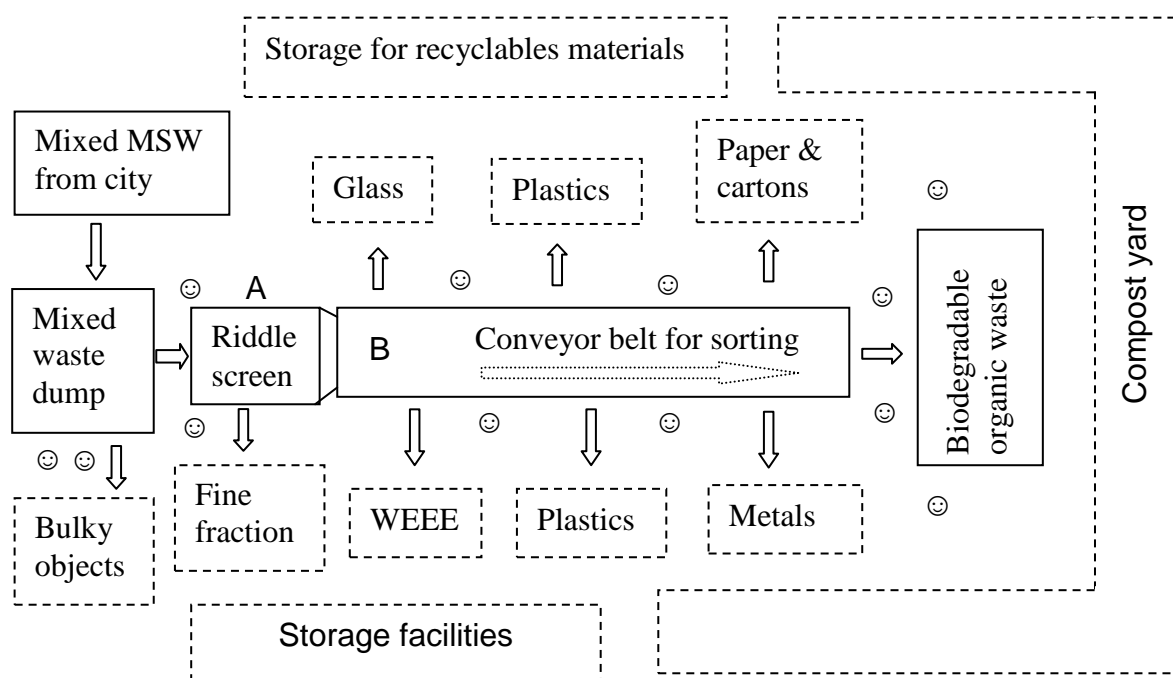 Storage for recyclables materials
Mixed MSW
from city
Glass
Plastics
Paper &
cartons
Mixed
waste
dump
A
Riddle
screen
B
Conveyor belt for sorting
Biodegradable
organic waste
Compost yard
Bulky
objects
Fine
fraction
WEEE
Plastics
Metals
Storage facilities